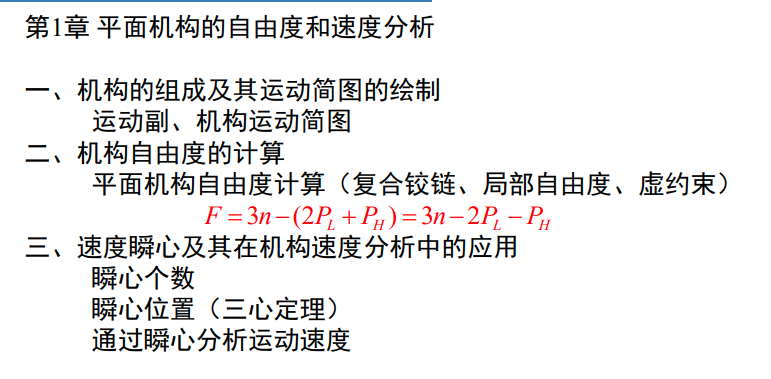 第1章 平面机构的自由度和速度分析
一、机构的组成及其运动简图的绘制
运动副、机构运动简图
二、机构自由度的计算
平面机构自由度计算（复合铰链、局部自由度、虚约束）
F = 3n − (2P_L + P_H) = 3n − 2P_L − P_H
三、速度瞬心及其在机构速度分析中的应用
瞬心个数
瞬心位置（三心定理）
通过瞬心分析运动速度